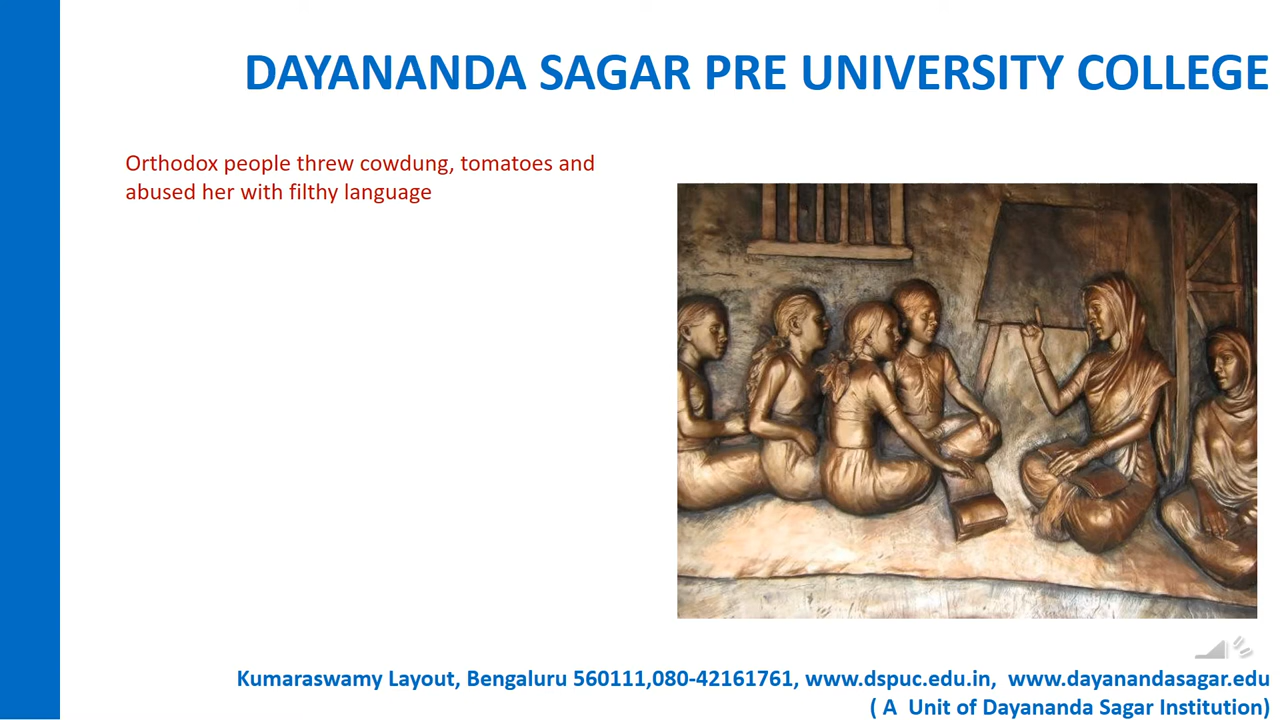 DAYANANDA SAGAR PRE UNIVERSITY COLLEGE
Orthodox people threw cowdung, tomatoes and
abused her with filthy language
Kumaraswamy Layout, Bengaluru 560111,080-42161761, www.dspuc.edu.in,  www.dayanandasagar.edu
( A  Unit of Dayananda Sagar Institution)